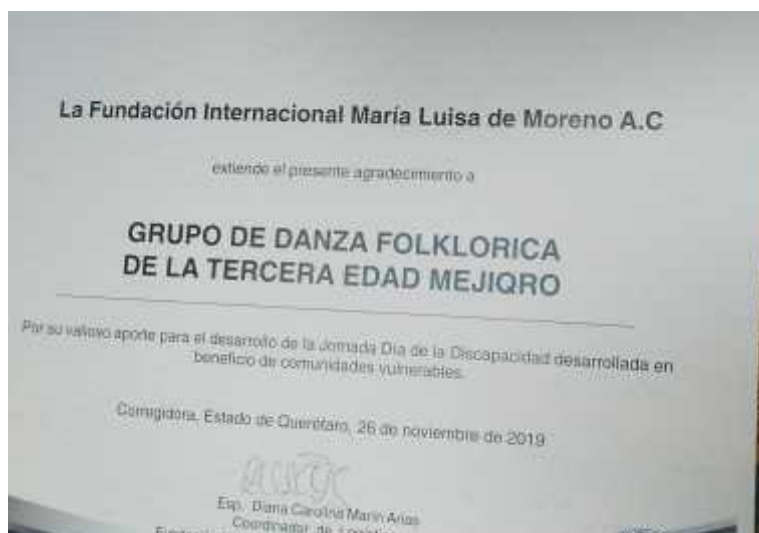 La Fundación Internacional María Luisa de Moreno A.C
extiende el presente agradecimiento a
GRUPO DE DANZA FOLKLORICA
DE LA TERCERA EDAD MEJIQRO
Por su valioso aporte para el desarrollo de la Jornada Día de la Discapacidad desarrollada en
beneficio de comunidades vulnerables.
Corregidora, Estado de Querétaro, 26 de noviembre de 2019
Esp. Diana Carolina Marin Arias
Coordinador de